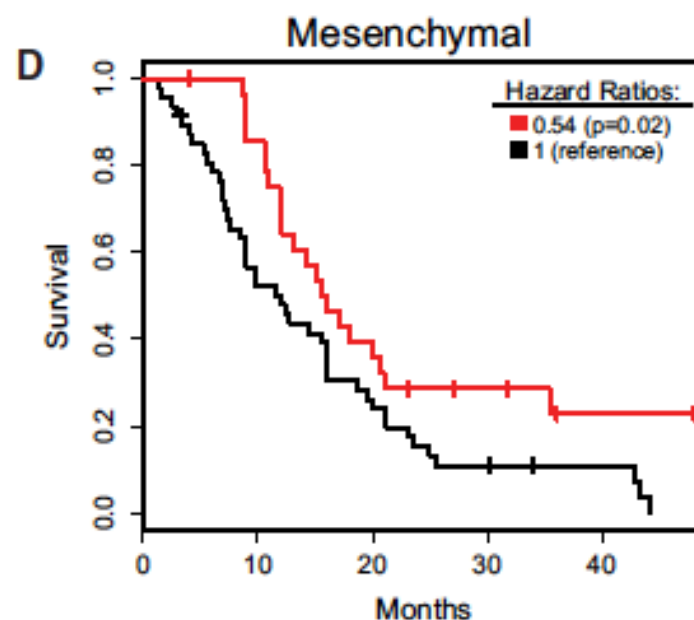 Mesenchymal
D
Hazard Ratios:
0.54 (p=0.02)
1 (reference)
Survival
1.0
0.8
0.6
0.4
0.2
0.0
0 10 20 30 40
Months